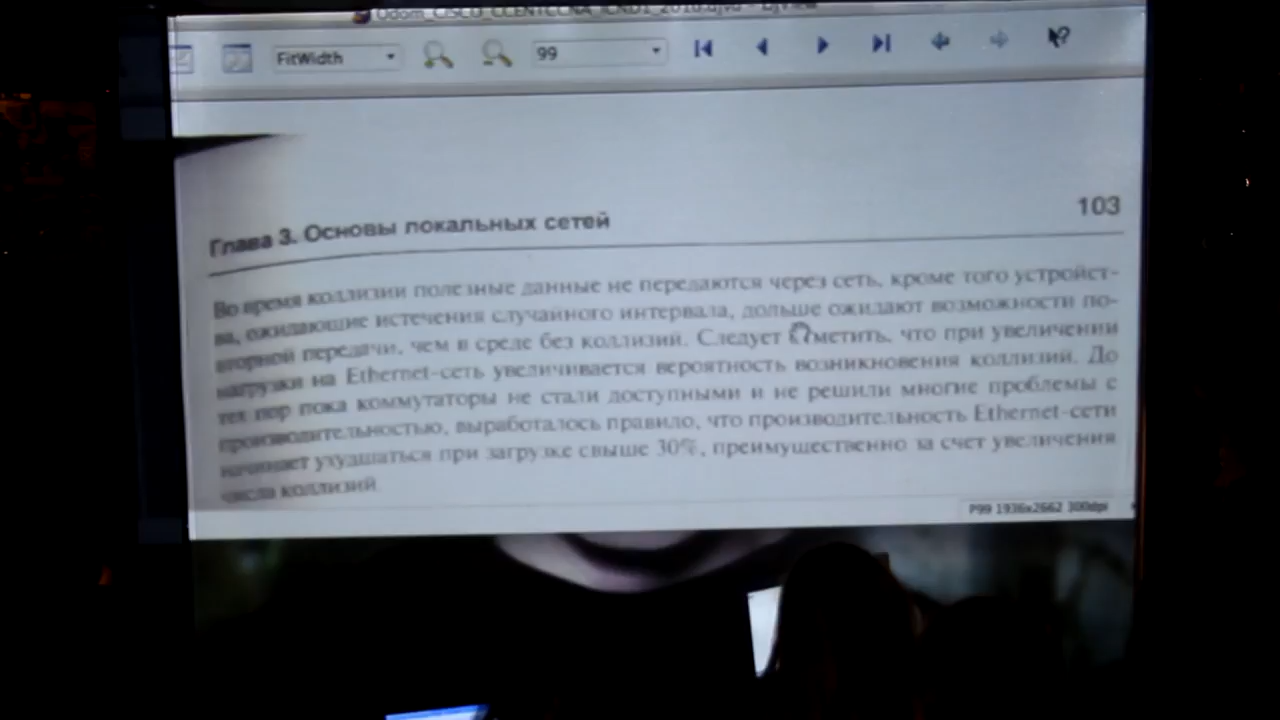 Odom_CISCO_CCENTCCNA_ICND1_2010.djvu - DjView
FitWidth
99
Глава 3. Основы локальных сетей
103
Во время коллизии полезные данные не передаются через сеть, кроме того устройст-
ва, ожидающие истечения случайного интервала, дольше ожидают возможности по-
вторной передачи, чем в среде без коллизий. Следует отметить, что при увеличении
нагрузки на Ethernet-сеть увеличивается вероятность возникновения коллизий. До
тех пор пока коммутаторы не стали доступными и не решили многие проблемы с
производительностью, выработалось правило, что производительность Ethernet-сети
начинает ухудшаться при загрузке свыше 30%, преимущественно за счет увеличения
числа коллизий.
P99 1936x2662 300dpi